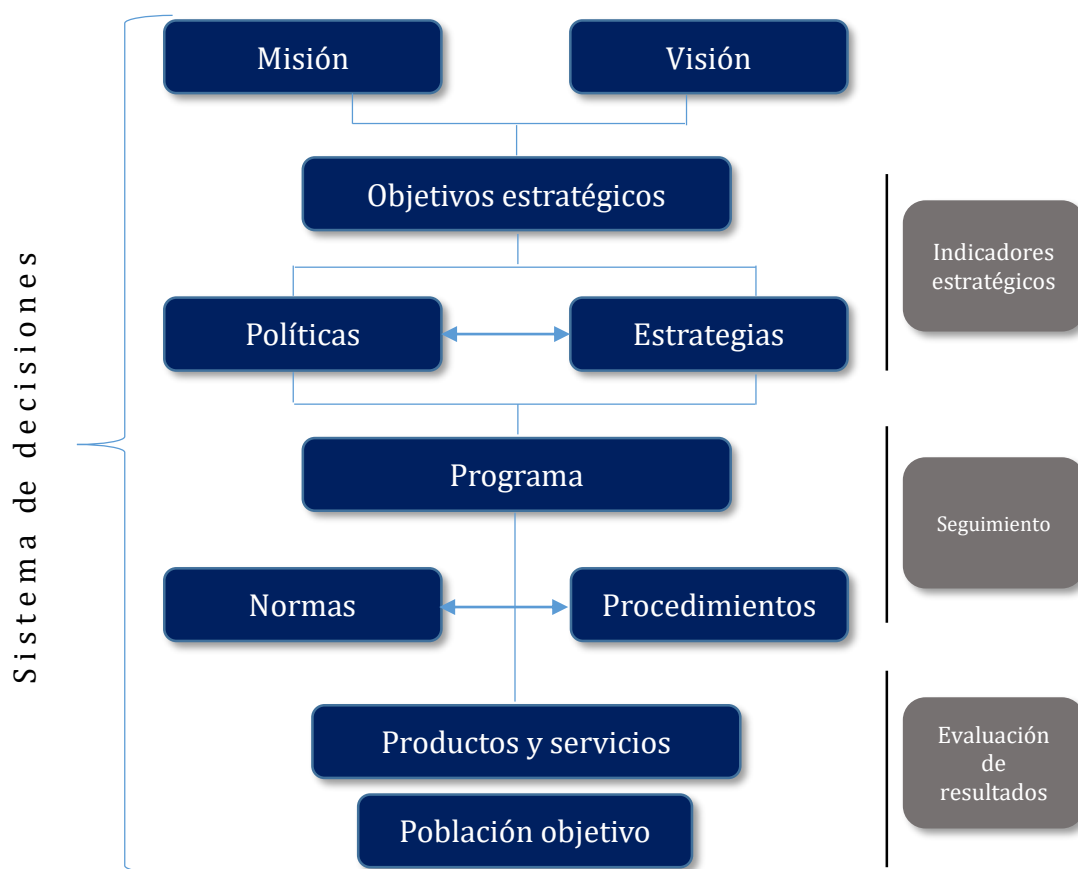 Sistema de decisiones
Misión
Visión
Objetivos estratégicos
Indicadores
estratégicos
Políticas
Estrategias
Programa
Seguimiento
Normas
Procedimientos
Productos y servicios
Evaluación
de
resultados
Población objetivo